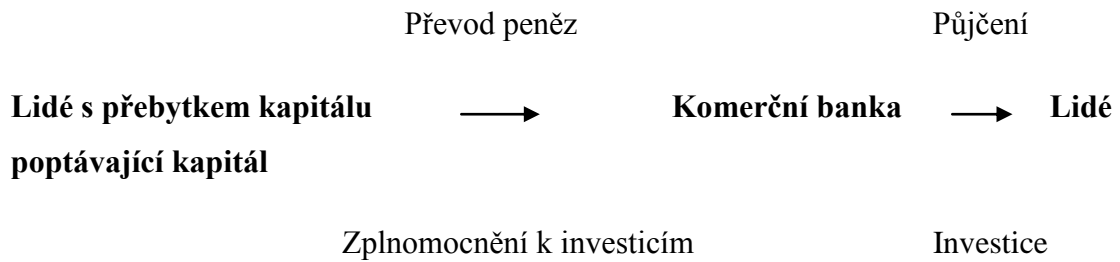 Převod peněz Půjčení
Lidé s přebytkem kapitálu Komerční banka Lidé
poptávající kapitál
Zplnomocnění k investicím Investice